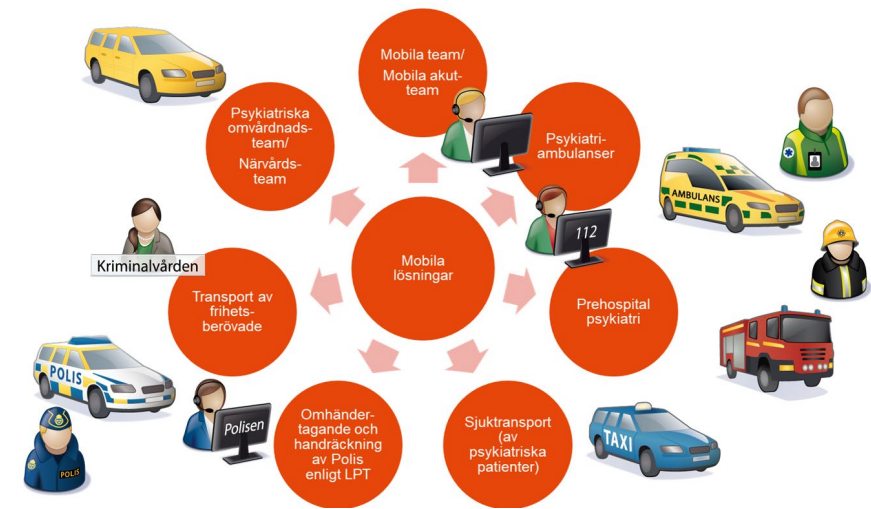 Mobila team/
Mobila akut-
team
Psykiatriska
omvårdnads-
team/
Närvårds-
team
Psykiatri-
ambulanser
AMBULANS
112
Kriminalvården
Mobila
lösningar
Transport av
frihets-
berövade
Prehospital
psykiatri
POLIS
Polisen
POLIS
Omhänder-
tagande och
handräckning
av Polis
enligt LPT
Sjuktransport
(av
psykiatriska
patienter)
TAXI